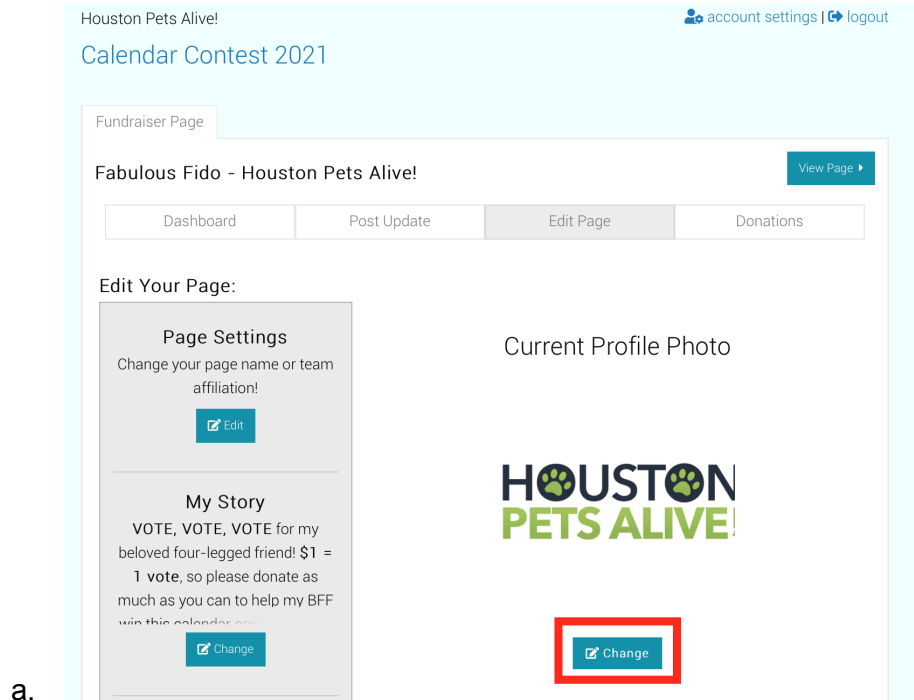 Houston Pets Alive!
account settings | logout
Calendar Contest 2021
Fundraiser Page
Fabulous Fido - Houston Pets Alive!
View Page
Dashboard
Post Update
Edit Page
Donations
Edit Your Page:
Page Settings
Change your page name or team
affiliation!
Edit
My Story
VOTE, VOTE, VOTE for my
beloved four-legged friend! $1 =
1 vote, so please donate as
much as you can to help my BFF
win this calendar
Change
Current Profile Photo
HOUSTON
PETS ALIVE!
Change
a.